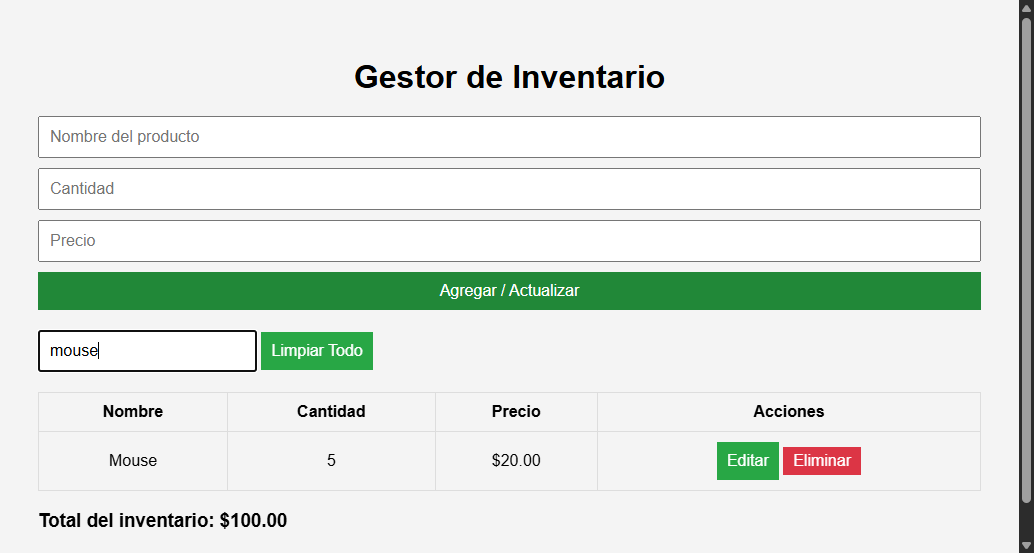 Gestor de Inventario
Nombre del producto
Cantidad
Precio
Agregar / Actualizar
mouse Limpiar Todo
Nombre Cantidad Precio Acciones
Mouse 5 $20.00 Editar Eliminar
Total del inventario: $100.00